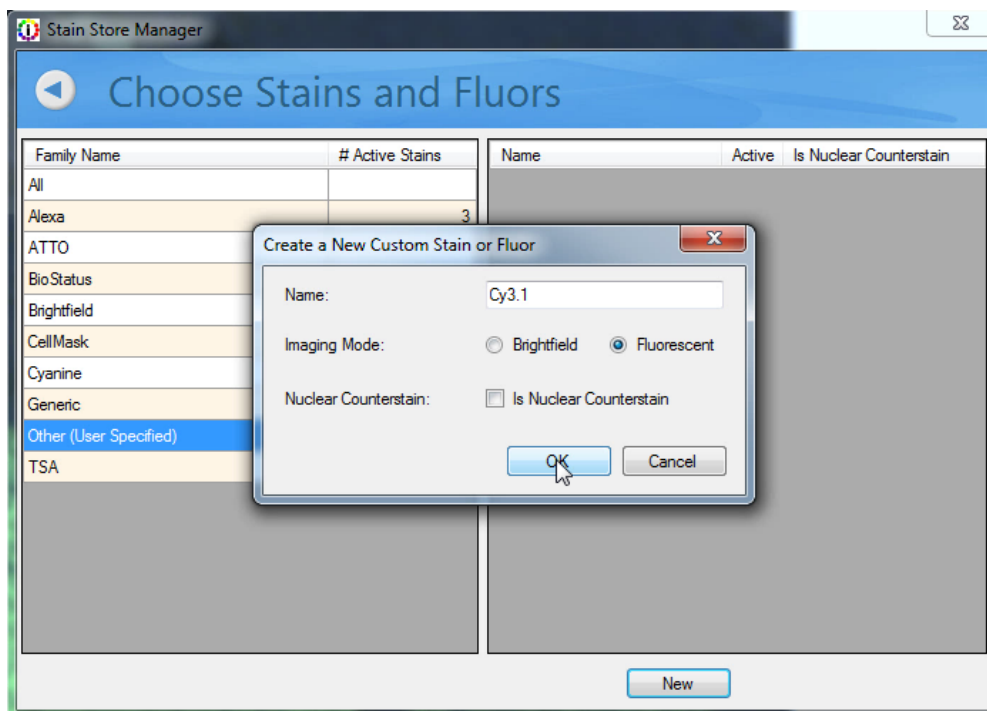 Stain Store Manager
Choose Stains and Fluors
Family Name # Active Stains
Name Active Is Nuclear Counterstain
All
Alexa 3
ATTO
BioStatus
Brightfield
CellMask
Cyanine
Generic
Other (User Specified)
TSA
Create a New Custom Stain or Fluor
Name: Cy3.1
Imaging Mode: Brightfield Fluorescent
Nuclear Counterstain: Is Nuclear Counterstain
OK Cancel
New